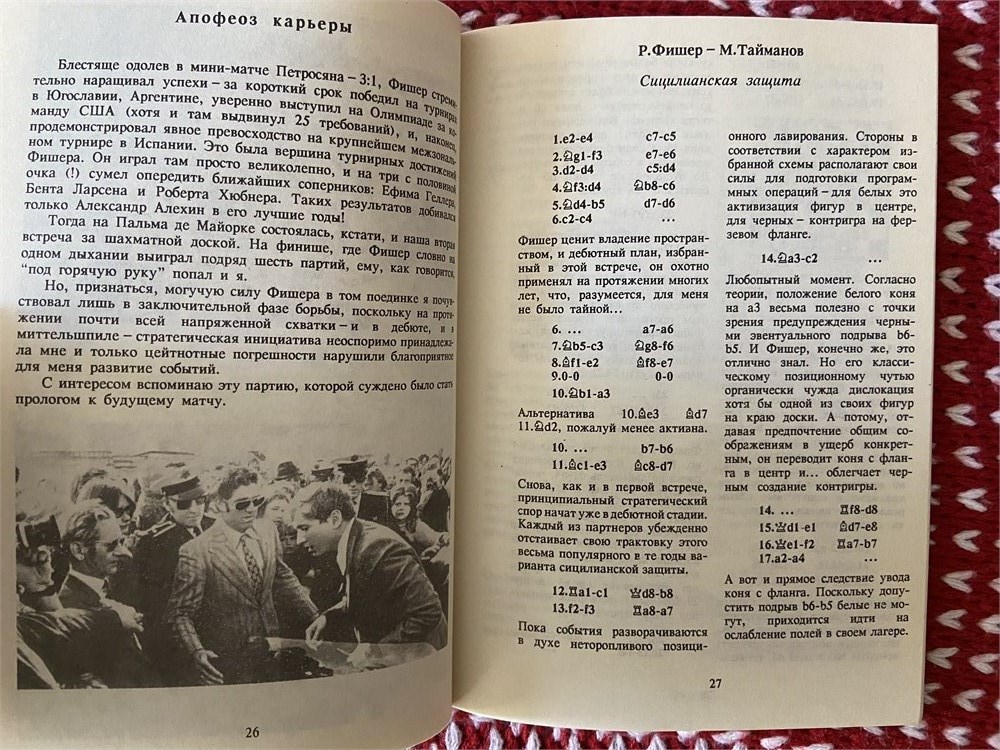 Апофеоз карьеры
Блестяще одолев в мини-матче Петросяна – 3:1, Фишер стреми-
тельно наращивал успехи – за короткий срок победил на турнирах
в Югославии, Аргентине, уверенно выступил на Олимпиаде за ко-
манду США (хотя и там выдвинул 25 требований), и, наконец,
продемонстрировал явное превосходство на крупнейшем межзональ-
ном турнире в Испании. Это была вершина турнирных достижений
Фишера. Он играл там просто великолепно, и на три с половиной
очка (!) сумел опередить ближайших соперников: Ефима Геллера,
Бента Ларсена и Роберта Хюбнера. Таких результатов добивался
только Александр Алехин в его лучшие годы!
Тогда на Пальма де Майорке состоялась, кстати, и наша вторая
встреча за шахматной доской. На финише, где Фишер словно на
одном дыхании выиграл подряд шесть партий, ему, как говорится,
"под горячую руку" попал и я.
Но, признаться, могучую силу Фишера в том поединке я почув-
ствовал лишь в заключительной фазе борьбы, поскольку на протя-
жении почти всей напряженной схватки – и в дебюте, и в
миттельшпиле – стратегическая инициатива неоспоримо принадлежа-
ла мне и только цейтнотные погрешности нарушили благоприятное
для меня развитие событий.
С интересом вспоминаю эту партию, которой суждено было стать
прологом к будущему матчу.
26
Р.Фишер – М.Тайманов
Сицилианская защита
1.e2-e4 c7-c5
2.♘g1-f3 e7-e6
3.d2-d4 c5:d4
4.♘f3:d4 ♘b8-c6
5.♘d4-b5 d7-d6
6.c2-c4 ...
Фишер ценит владение пространс-
твом, и дебютный план, избран-
ный в этой встрече, он охотно
применял на протяжении многих
лет, что, разумеется, для меня
не было тайной...
6. ... a7-a6
7.♘b5-c3 ♘g8-f6
8.♗f1-e2 ♗f8-e7
9.0-0 0-0
10.♘b1-a3
Альтернатива 10.♗e3 ♗d7
11.♘d2, пожалуй менее активна.
10. ... b7-b6
11.♗c1-e3 ♗c8-d7
Снова, как и в первой встрече,
принципиальный стратегический
спор начат уже в дебютной стадии.
Каждый из партнеров убежденно
отстаивает свою трактовку этого
весьма популярного в те годы ва-
рианта сицилианской защиты.
12.♖a1-c1 ♕d8-b8
13.f2-f3 ♖a8-a7
Пока события разворачиваются
в духе неторопливого позици-
онного лавирования. Стороны в
соответствии с характером из-
бранной схемы располагают свои
силы для подготовки програм-
мных операций – для белых это
активизация фигур в центре,
для черных – контригра на фер-
зевом фланге.
14.♘a3-c2 ...
Любопытный момент. Согласно
теории, положение белого коня
на a3 весьма полезно с точки
зрения предупреждения черны-
ми эвентуального подрыва b6-
b5. И Фишер, конечно же, это
отлично знал. Но его класси-
ческому позиционному чутью
органически чужда дислокация
хотя бы одной из своих фигур
на краю доски. А потому, от-
давая предпочтение общим со-
ображениям в ущерб конкрет-
ным, он переводит коня с флан-
га в центр и... облегчает чер-
ным создание контригры.
14. ... ♖f8-d8
15.♕d1-e1 ♗d7-e8
16.♕e1-f2 ♖a7-b7
17.a2-a4 ...
А вот и прямое следствие увода
коня с фланга. Поскольку допу-
стить подрыв b6-b5 белые не мо-
гут, приходится идти на
ослабление полей в своем лагере.
27